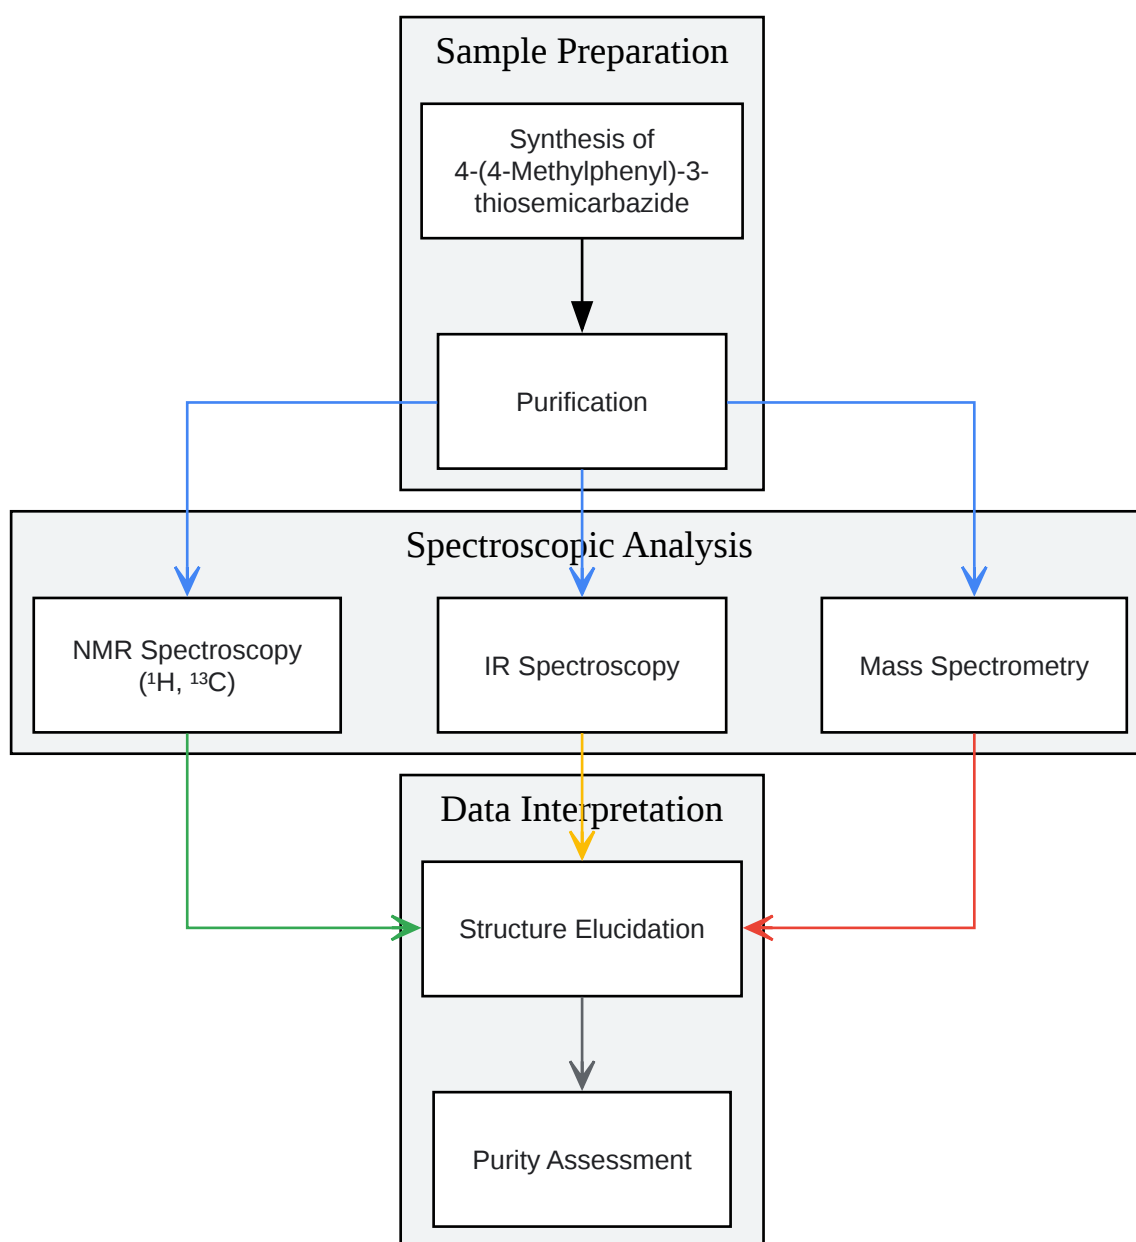 Sample Preparation
Synthesis of
4-(4-Methylphenyl)-3-
thiosemicarbazide
Purification
Spectroscopic Analysis
NMR Spectroscopy
(¹H, ¹³C)
IR Spectroscopy
Mass Spectrometry
Data Interpretation
Structure Elucidation
Purity Assessment